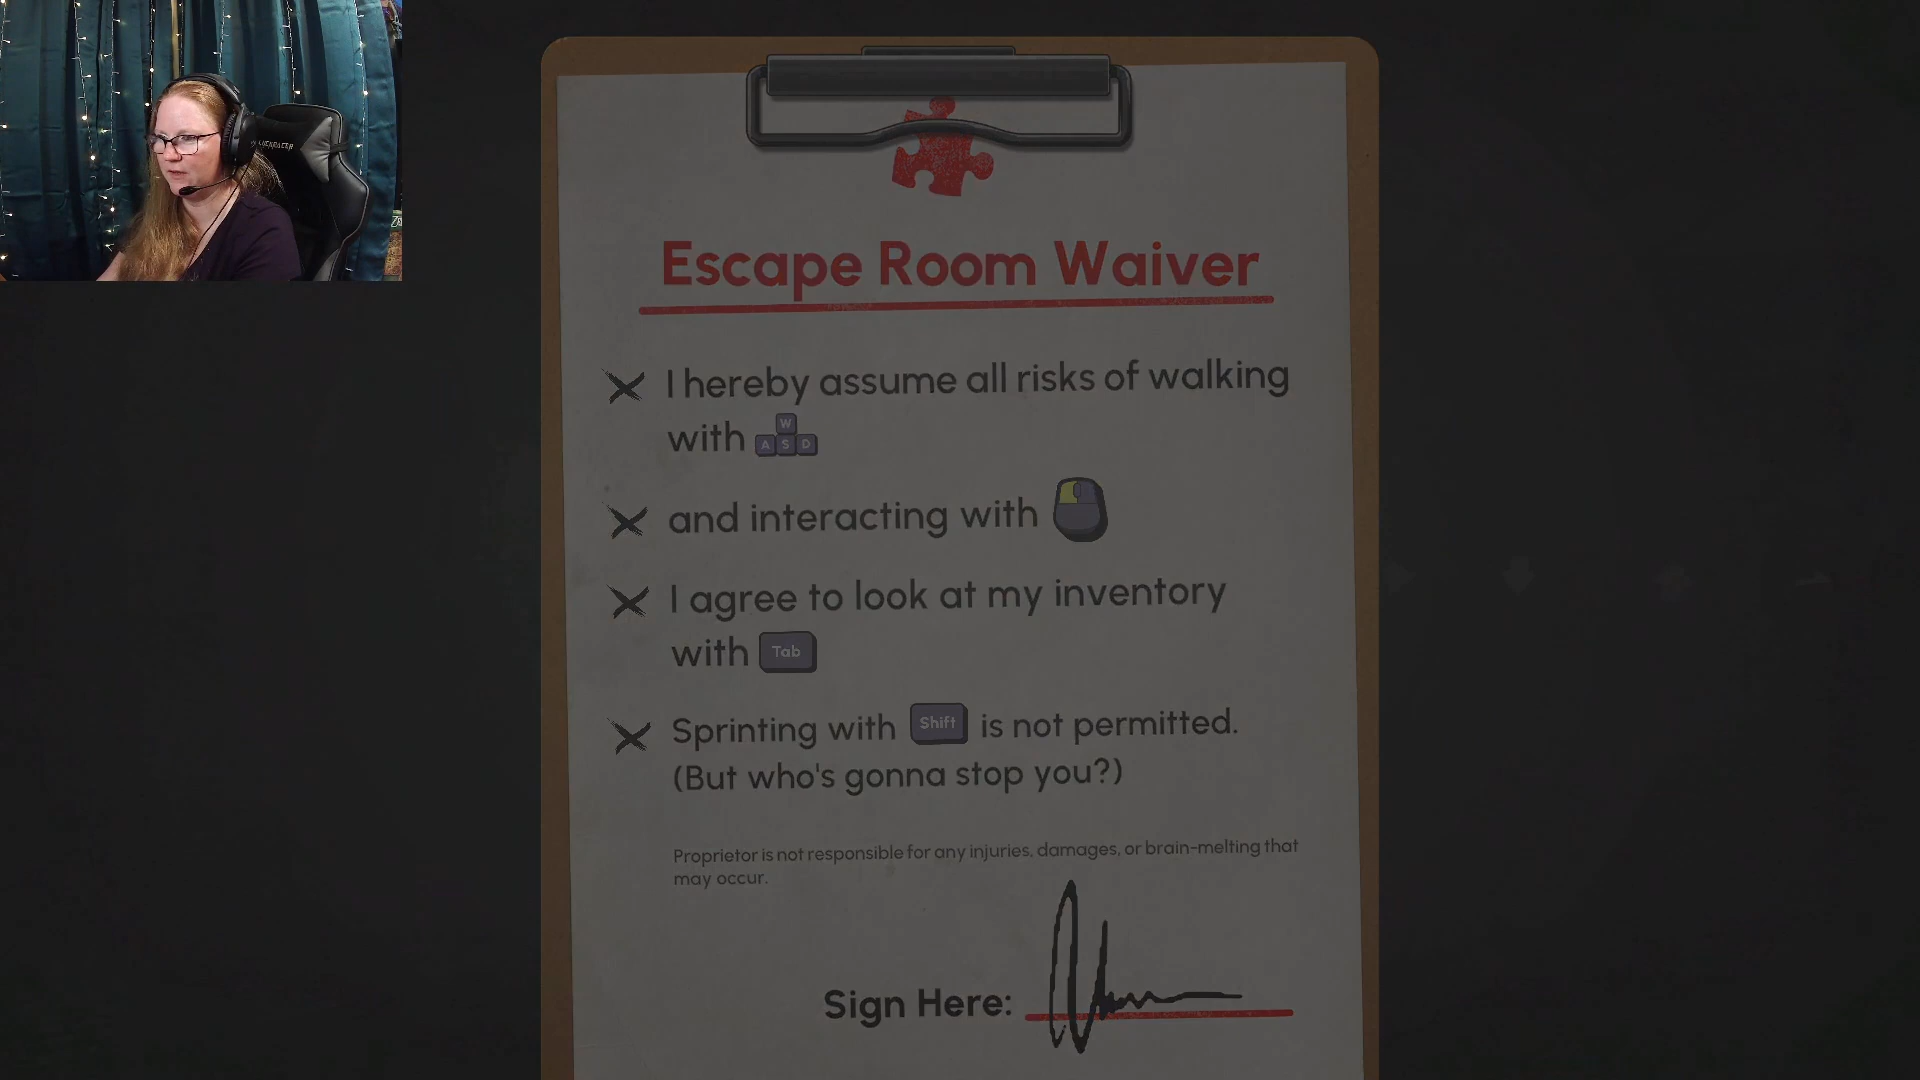 Escape Room Waiver
I hereby assume all risks of walking
with W A S D
and interacting with
I agree to look at my inventory
with Tab
Sprinting with Shift is not permitted.
(But who's gonna stop you?)
Proprietor is not responsible for any injuries, damages, or brain-melting that
may occur.
Sign Here: